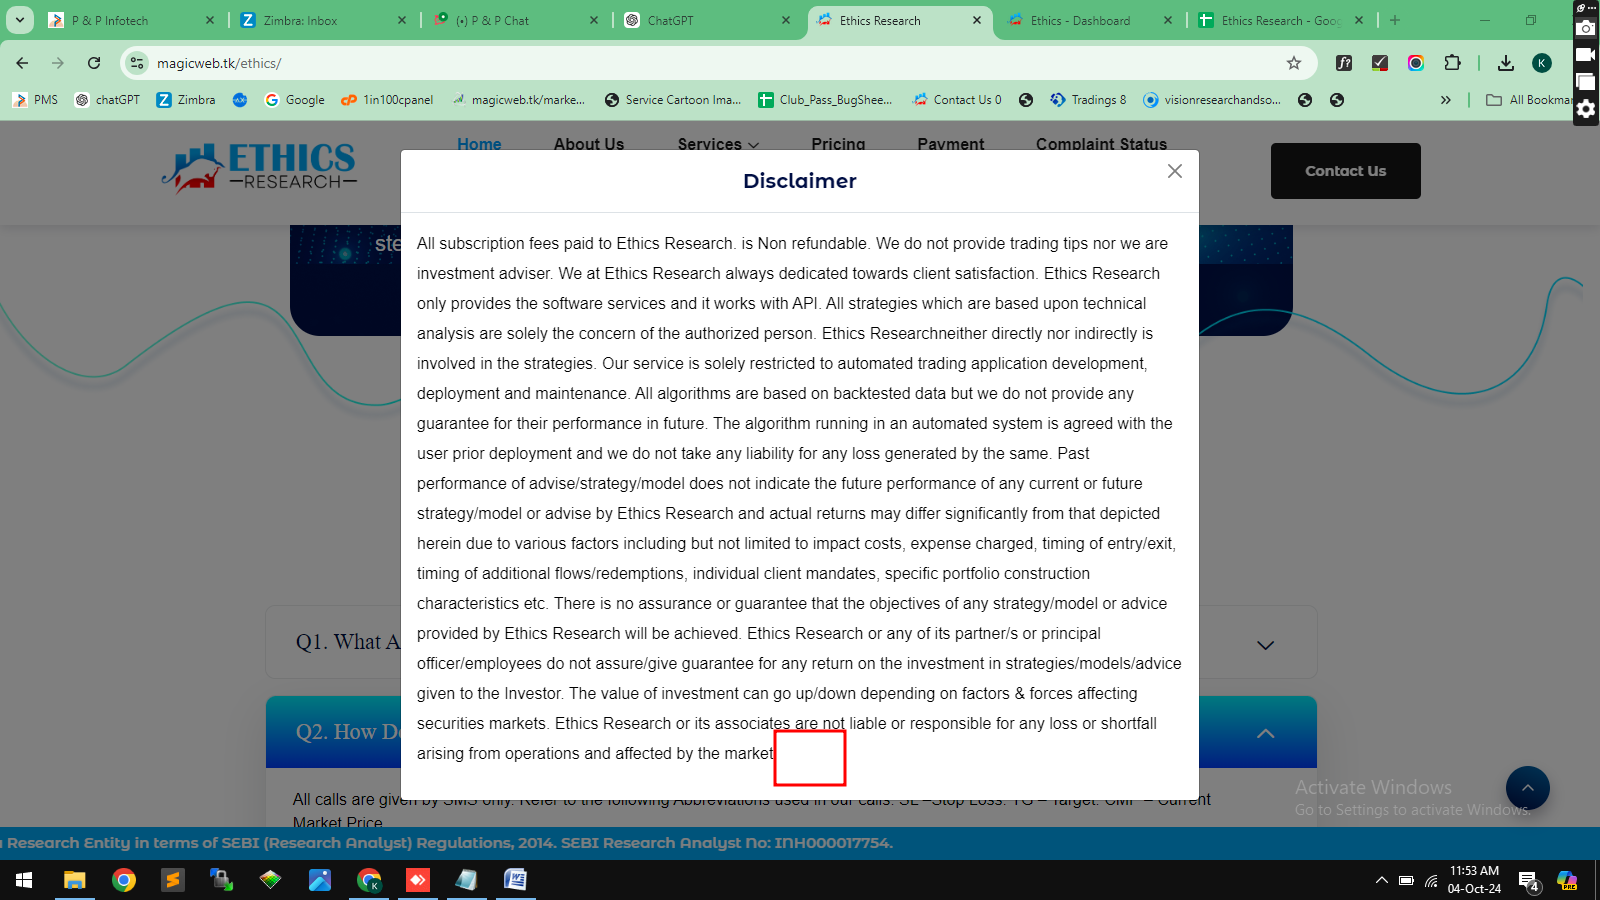 P & P Infotech
Zimbra: Inbox
(•) P & P Chat
ChatGPT
Ethics Research
Ethics - Dashboard
Ethics Research - Goog
magicweb.tk/ethics/
K
PMS
chatGPT
Zimbra
Google
1in100cpanel
magicweb.tk/marke...
Service Cartoon Ima...
Club_Pass_BugShee...
Contact Us 0
Tradings 8
visionresearchandso...
All Bookmar
ETHICS
RESEARCH
Home
About Us
Services
Pricing
Payment
Complaint Status
Contact Us
Disclaimer
ste
All subscription fees paid to Ethics Research. is Non refundable. We do not provide trading tips nor we are
investment adviser. We at Ethics Research always dedicated towards client satisfaction. Ethics Research
only provides the software services and it works with API. All strategies which are based upon technical
analysis are solely the concern of the authorized person. Ethics Researchneither directly nor indirectly is
involved in the strategies. Our service is solely restricted to automated trading application development,
deployment and maintenance. All algorithms are based on backtested data but we do not provide any
guarantee for their performance in future. The algorithm running in an automated system is agreed with the
user prior deployment and we do not take any liability for any loss generated by the same. Past
performance of advise/strategy/model does not indicate the future performance of any current or future
strategy/model or advise by Ethics Research and actual returns may differ significantly from that depicted
herein due to various factors including but not limited to impact costs, expense charged, timing of entry/exit,
timing of additional flows/redemptions, individual client mandates, specific portfolio construction
characteristics etc. There is no assurance or guarantee that the objectives of any strategy/model or advice
provided by Ethics Research will be achieved. Ethics Research or any of its partner/s or principal
officer/employees do not assure/give guarantee for any return on the investment in strategies/models/advice
given to the Investor. The value of investment can go up/down depending on factors & forces affecting
securities markets. Ethics Research or its associates are not liable or responsible for any loss or shortfall
arising from operations and affected by the market
Q1. What A
Q2. How Do
All calls are given by SMS only. Refer to the following Abbreviations used in our calls. SL –Stop Loss. TG – Target. CMP – Current
Market Price
Activate Windows
Go to Settings to activate Windows.
a Research Entity in terms of SEBI (Research Analyst) Regulations, 2014. SEBI Research Analyst No: INH000017754.
11:53 AM
04-Oct-24
4